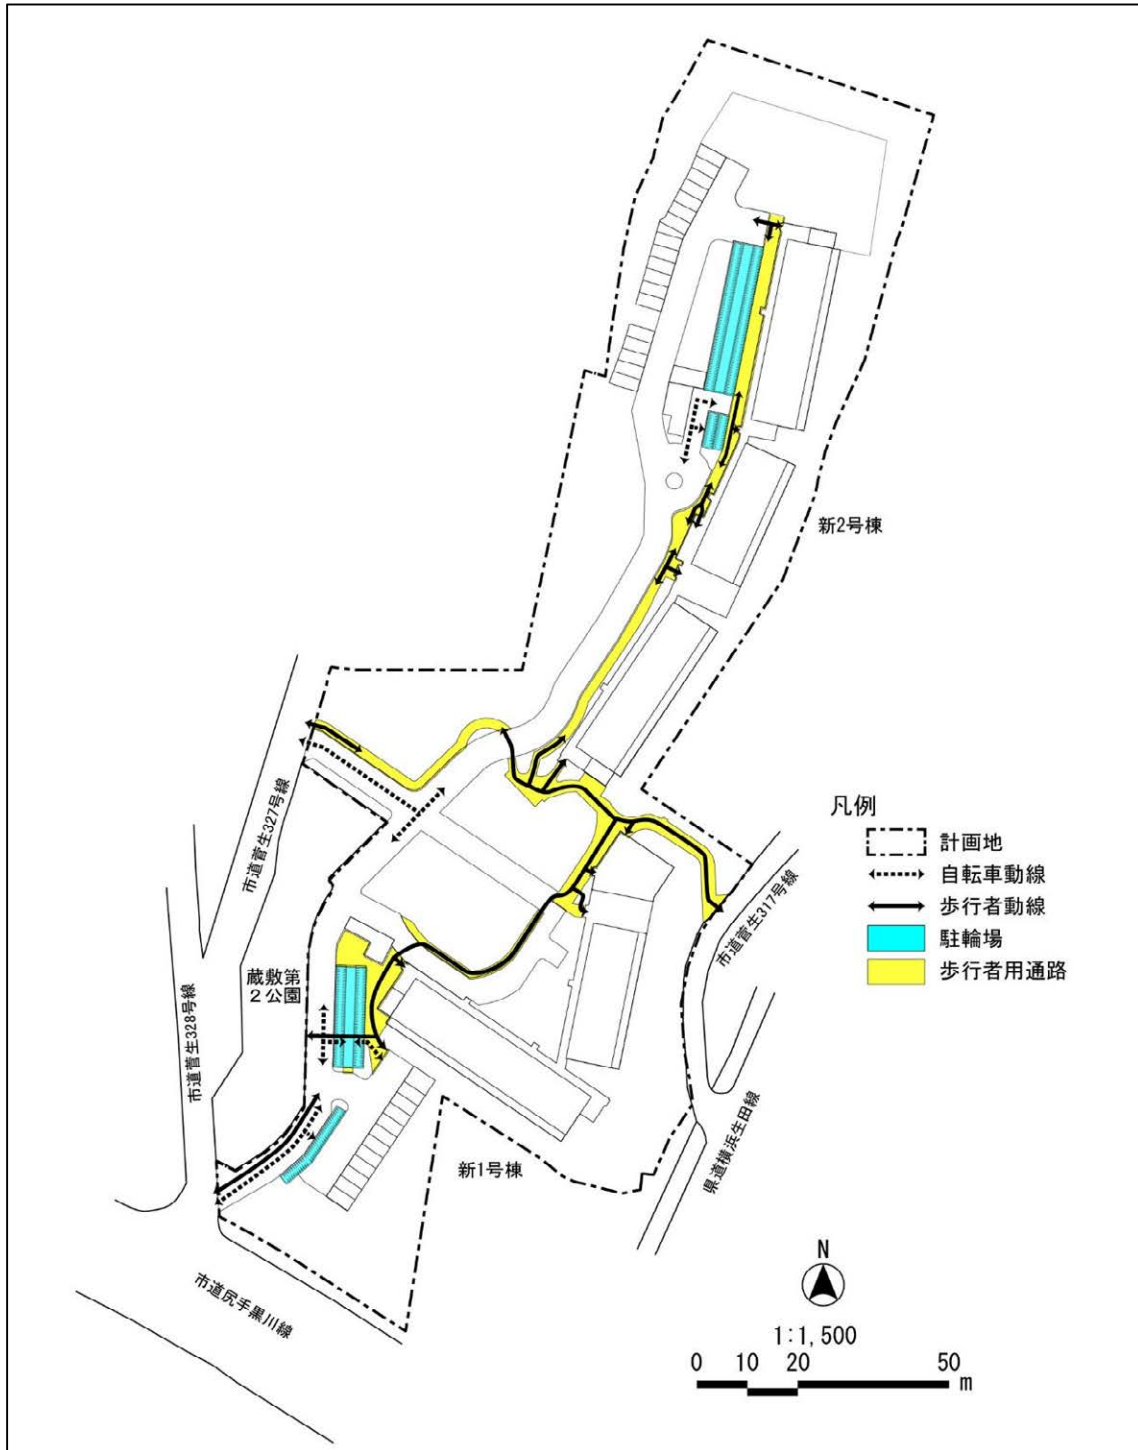 新2号棟
市道菅生327号線
凡例
計画地
自転車動線
歩行者動線
駐輪場
歩行者用通路
市道菅生317号線
蔵敷第
2公園
市道菅生328号線
県道横浜生田線
新1号棟
市道尻手黒川線
N
1:1,500
0 10 20 50
m